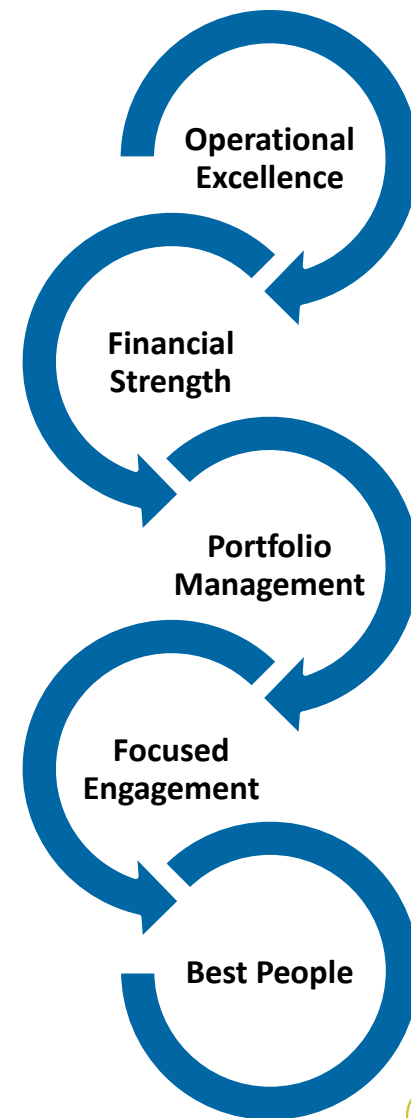 Operational
Excellence
Financial
Strength
Portfolio
Management
Focused
Engagement
Best People